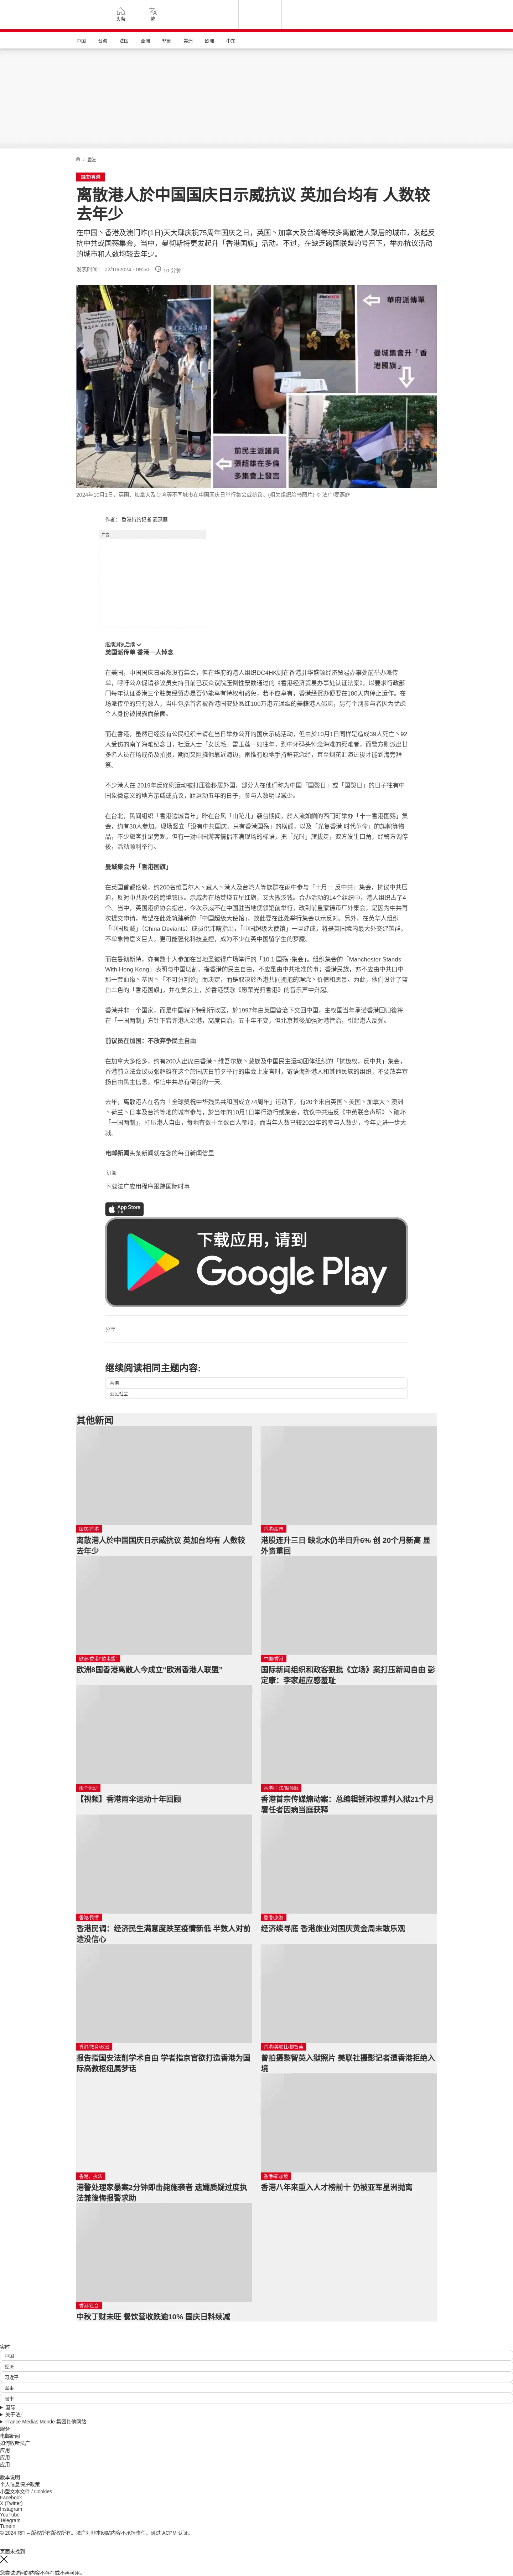 头条
繁
中国
台海
法国
亚洲
非洲
美洲
欧洲
中东
/ 首页
国庆/香港
离散港人於中国国庆日示威抗议 英加台均有 人数较去年少
在中国丶香港及澳门昨(1日)天大肆庆祝75周年国庆之日，英国丶加拿大及台湾等较多离散港人聚居的城市，发起反
抗中共或国殇集会，当中，曼彻斯特更发起升「香港国旗」活动。不过，在缺乏跨国联盟的号召下，举办抗议活动
的城市和人数均较去年少。
发表时间： 02/10/2024 - 09:50
10 分钟
华府派傳單
曼城集會升「香港國旗」
前民主派議員張超雄在多倫多集會上發言
2024年10月1日，英国、加拿大及台湾等不同城市在中国国庆日举行集会或抗议。(相关组织脸书图片) © 法广/麦燕庭
作者： 香港特约记者 麦燕庭
广告
继续浏览后续
美国派传单 香港一人悼念
在美国，中国国庆日虽然没有集会，但在华府的港人组织DC4HK则在香港驻华盛顿经济贸易办事处前举办派传
单，呼吁公众促请参议员支持日前已获众议院压倒性票数通过的《香港经济贸易办事处认证法案》，以要求行政部
门每年认证香港三个驻美经贸办是否仍能享有特权和豁免，若不应享有，香港经贸办便要在180天内停止运作。在
场派传单的只有数人，当中包括首名被香港国安处悬红100万港元通缉的美籍港人邵岚，另有个别参与者因为忧虑
个人身份被揭露而蒙面。
而在香港，虽然已经没有公民组织申请在当日举办公开的国庆示威活动，但由於10月1日同样是造成39人死亡丶92
人受伤的南丫海难纪念日，社运人士「女长毛」雷玉莲一如往年，到中环码头悼念海难的死难者，而警方则派出廿
多名人员在场戒备及拍摄，期间又阻挠他靠近海边，雷惟有原地手持鲜花念经，直至烟花汇演过後才能到海旁拜
祭。
不少港人在 2019年反修例运动被打压後移居外国，部分人在他们称为中国「国贺日」或「国殇日」的日子往有中
国象徵意义的地方示威或抗议，距运动五年的日子，参与人数明显减少。
在台北，民间组织「香港边城青年」昨在台风「山陀儿」袭台期间，於人流如鲫的西门町举办「十一香港国殇」集
会，约有30人参加。现场竖立「没有中共国庆﹐只有香港国殇」的横额，以及「光复香港 时代革命」的旗帜等物
品，不少旅客驻足旁观，但有一对中国游客情侣不满现场的标语，把「光时」旗拔走，双方发生口角，经警方调停
後，活动顺利举行。
曼城集会升「香港国旗」
在英国首都伦敦，约200名维吾尔人丶藏人丶港人及台湾人等族群在雨中参与「十月一 反中共」集会，抗议中共压
迫，反对中共政权的跨境镇压。示威者在场焚烧五星红旗，又大撒溪钱。合办活动的14个组织中，港人组织占了4
个。当中，英国港侨协会指出，今次示威不在中国驻当地使馆馆前举行，改到前皇家铸币厂外集会，是因为中共两
次提交申请，希望在此处筑建新的「中国超级大使馆」，故此要在此处举行集会以示反对。另外，在英华人组织
「中国反贼」（China Deviants）成员倪沛晴指出，「中国超级大使馆」一旦建成，将是英国境内最大外交建筑群，
不单象徵意义巨大，更可能强化科技监控，成为不少在英中国留学生的梦魇。
而在曼彻斯特，亦有数十人参加在当地圣彼得广场举行的「10.1 国殇 ‧集会」。组织集会的「Manchester Stands
With Hong Kong」表明与中国切割，指香港的民主自由，不应是由中共批准的事；香港民族，亦不应由中共口中
那一套血缘丶基因丶「不可分割论」而决定，而是取决於香港共同拥抱的理念丶价值和愿景。为此，他们设计了蓝
白二色的「香港国旗」，并在集会上，於香港禁歌《愿荣光归香港》的音乐声中升起。
香港并非一个国家，而是中国辖下特别行政区，於1997年由英国管治下交回中国，主权国当年承诺香港回归後将
在「一国两制」方针下容许港人治港，高度自治，五十年不变，但北京其後加强对港管治，引起港人反弹。
前议员在加国：不放弃争民主自由
在加拿大多伦多，约有200人出席由香港丶维吾尔族丶藏族及中国民主运动团体组织的「抗极权，反中共」集会，
香港前立法会议员张超雄在这个於国庆日前夕举行的集会上发言时，寄语海外港人和其他民族的组织，不要放弃宣
扬自由民主信息，相信中共总有倒台的一天。
去年，离散港人在名为「全球熨税中华残民共和国成立74周年」运动下，有20个来自英国丶美国丶加拿大丶澳洲
丶荷兰丶日本及台湾等地的城市参与，於当年的10月1日举行游行或集会，抗议中共违反《中英联合声明》丶破坏
「一国两制」，打压港人自由，每地有数十至数百人参加。而当年人数已较2022年的参与人数少，今年更进一步大
减。
电邮新闻头条新闻就在您的每日新闻信里
订阅
下载法广应用程序跟踪国际时事
App Store
下载
下载应用，请到
Google Play
分享 :
继续阅读相同主题内容:
香港
公民社会
其他新闻
国庆/香港
离散港人於中国国庆日示威抗议 英加台均有 人数较去年少
香港/股市
港股连升三日 缺北水仍半日升6% 创 20个月新高 显外资重回
欧洲/香港/"欧港盟"
欧洲8国香港离散人今成立“欧洲香港人联盟”
中国/香港
国际新闻组织和政客狠批《立场》案打压新闻自由 彭定康：李家超应感羞耻
雨伞运动
【视频】香港雨伞运动十年回顾
香港/司法/煽颠罪
香港首宗传媒煽动案：总编辑锺沛权重判入狱21个月 署任者因病当庭获释
香港/民情
香港民调：经济民生满意度跌至疫情新低 半数人对前途没信心
香港/旅游
经济续寻底 香港旅业对国庆黄金周未敢乐观
香港/教育/政治
报告指国安法削学术自由 学者指京官欲打造香港为国际高教枢纽属梦话
香港/美联社/黎智英
曾拍摄黎智英入狱照片 美联社摄影记者遭香港拒绝入境
香港，执法
港警处理家暴案2分钟即击毙施袭者 遗孀质疑过度执法兼後悔报警求助
香港/新加坡
香港八年来重入人才榜前十 仍被亚军星洲抛离
香港/社会
中秋丁财未旺 餐饮营收跌逾10% 国庆日料续减
实时
中国
经济
习近平
军事
股市
国际
关于法广
France Médias Monde 集团其他网站
服务
电邮新闻
如何收听法广
应用
应用
应用
版本说明
个人信息保护政策
小型文本文件 / Cookies
Facebook
X (Twitter)
Instagram
YouTube
Telegram
TuneIn
© 2024 RFI – 版权所有版权所有。法广对非本网站内容不承担责任。通过 ACPM 认证。
页面未找到
您尝试访问的内容不存在或不再可用。